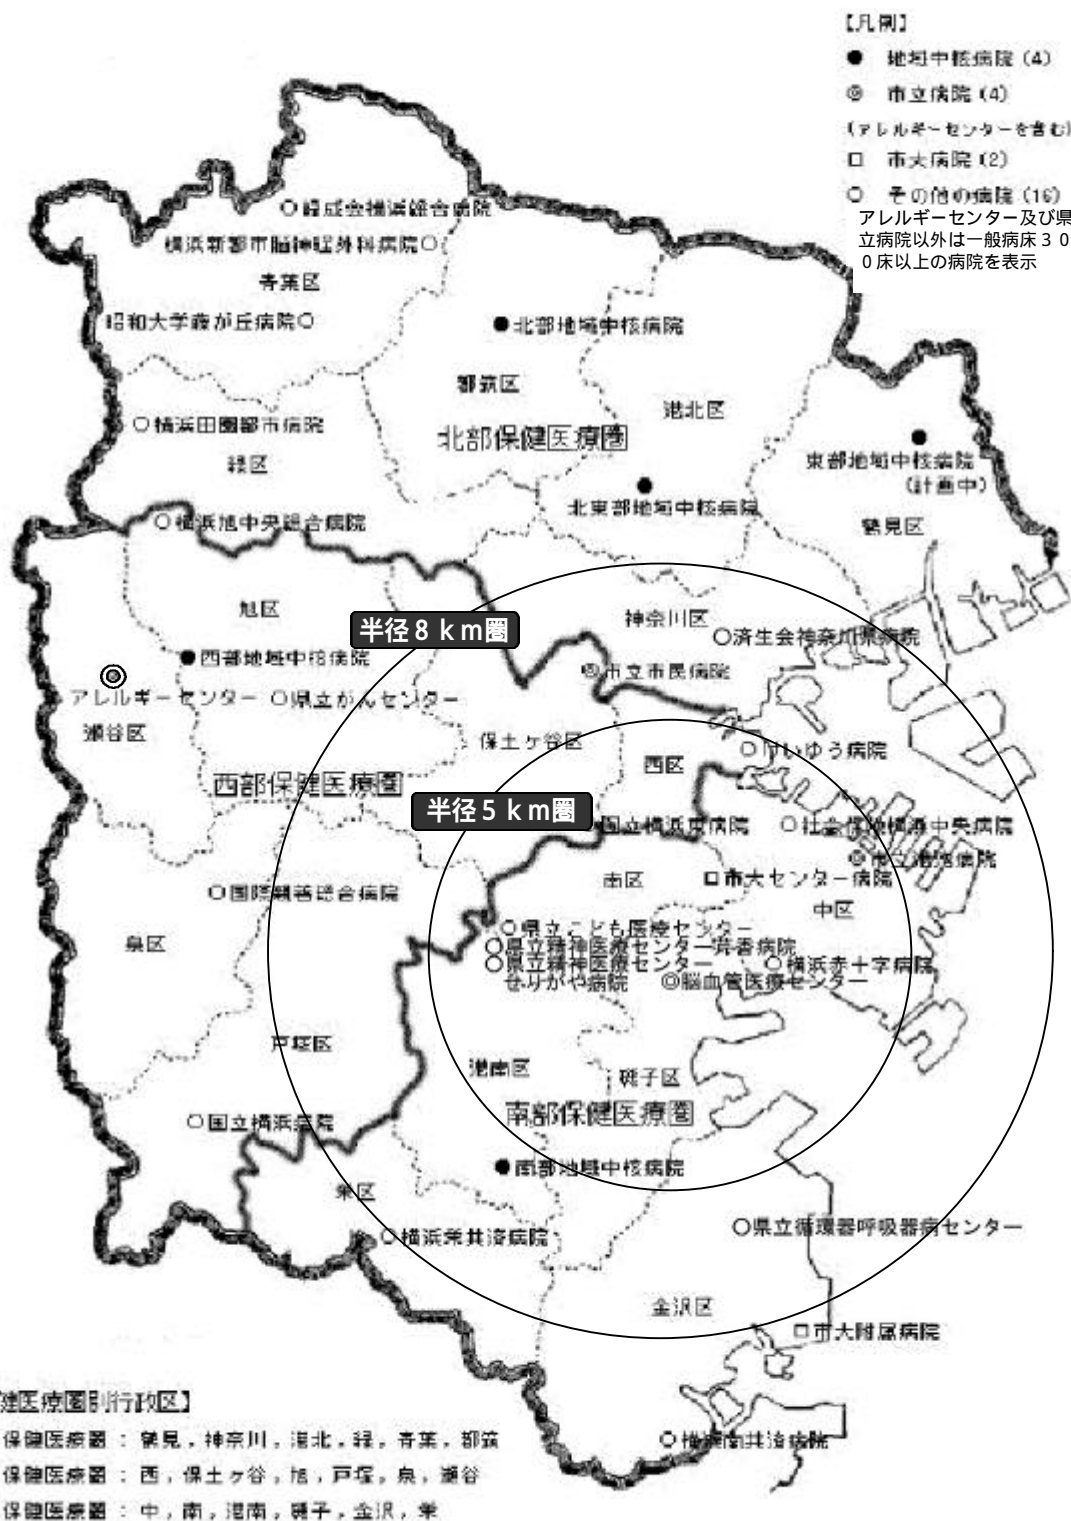 【凡例】
● 地域中核病院(4)
◎ 市立病院(4)
(アレルギーセンターを含む)
□ 市大病院(2)
○ その他の病院(16)
アレルギーセンター及び県
立病院以外は一般病床300
0床以上の病院を表示
○緑成会横浜総合病院
横浜新都市脳神経外科病院○
青葉区
昭和大学藤が丘病院○
●北部地域中核病院
都筑区
港北区
○横浜田園都市病院
北部保健医療圏
緑区
東部地域中核病院
(計画中)
北東部地域中核病院
○横浜旭中央総合病院
鶴見区
旭区
神奈川区
半径8km圏
○済生会神奈川県病院
●西部地域中核病院
◎市立市民病院
アレルギーセンター
○県立がんセンター
瀬谷区
保土ヶ谷区
○けいゆう病院
西区
西部保健医療圏
半径5km圏
国立横浜東病院
○社会保険横浜中央病院
◎市立港湾病院
南区
□市大センター病院
○国際親善総合病院
中区
○県立こども医療センター
泉区
○県立精神医療センター芹香病院
○県立精神医療センター
せりがや病院
○横浜赤十字病院
◎脳血管医療センター
戸塚区
港南区
磯子区
南部保健医療圏
○国立横浜病院
●南部地域中核病院
栄区
○横浜栄共済病院
○県立循環器呼吸器病センター
金沢区
□市大附属病院
○横浜南共済病院
健医療圏別行政区】
保健医療圏：鶴見，神奈川，港北，緑，青葉，都筑
保健医療圏：西，保土ヶ谷，旭，戸塚，泉，瀬谷
保健医療圏：中，南，港南，磯子，金沢，栄